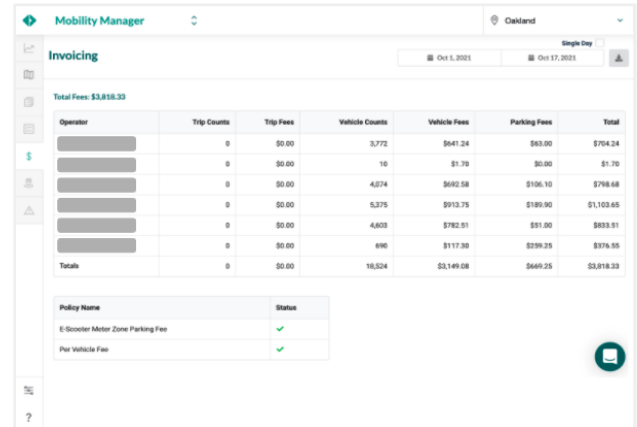 Mobility Manager Oakland
Single Day
Invoicing Oct 1, 2021 Oct 17, 2021
Total Fees: $3,818.33
Operator Trip Counts Trip Fees Vehicle Counts Vehicle Fees Parking Fees Total
0 $0.00 3,772 $641.24 $63.00 $704.24
0 $0.00 10 $1.70 $0.00 $1.70
0 $0.00 4,074 $692.58 $106.10 $798.68
0 $0.00 5,375 $913.75 $189.90 $1,103.65
0 $0.00 4,603 $782.51 $51.00 $833.51
0 $0.00 690 $117.30 $259.25 $376.55
Totals 0 $0.00 18,524 $3,149.08 $669.25 $3,818.33
Policy Name Status
E-Scooter Meter Zone Parking Fee
Per Vehicle Fee
$
?